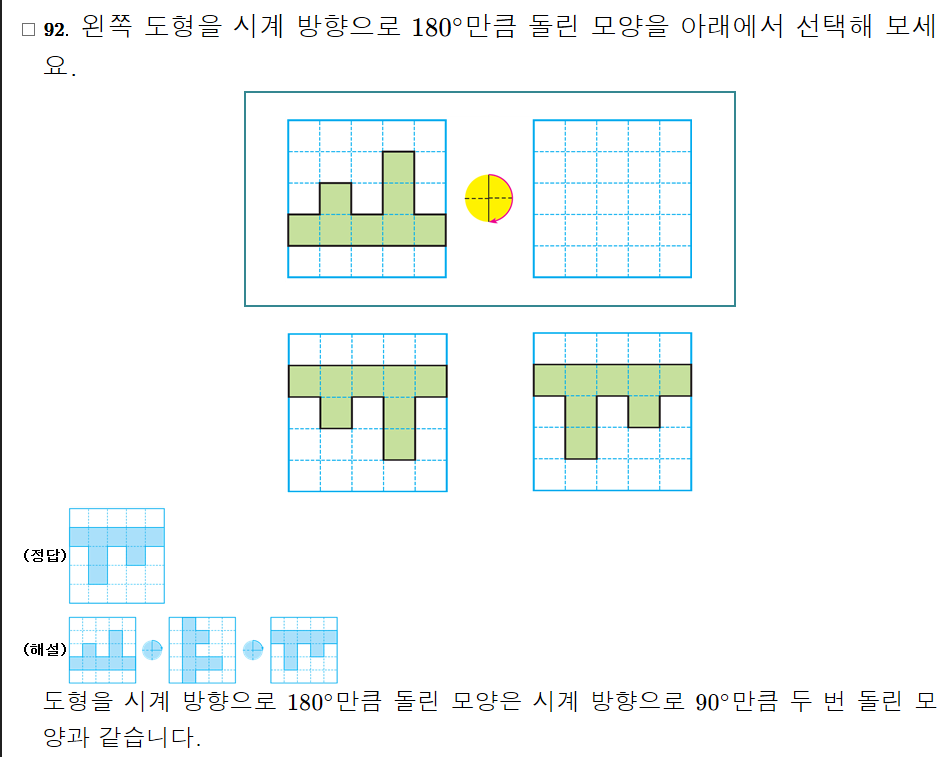 □ 92. 왼쪽 도형을 시계 방향으로 180°만큼 돌린 모양을 아래에서 선택해 보세
요.
(정답)
(해설)
도형을 시계 방향으로 180°만큼 돌린 모양은 시계 방향으로 90°만큼 두 번 돌린 모
양과 같습니다.